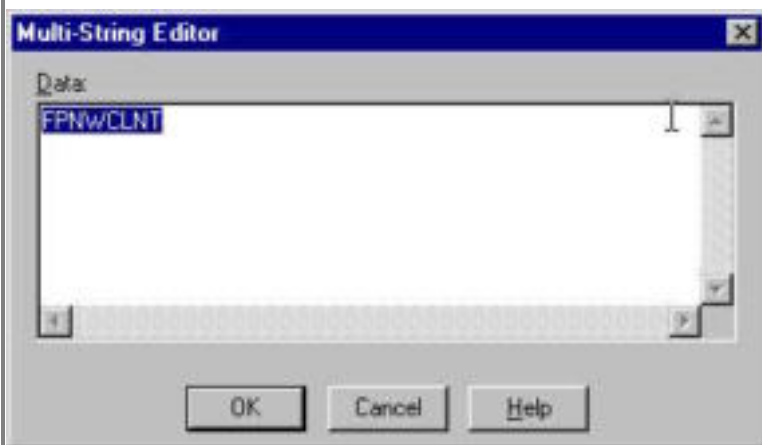 Multi-String Editor
Data:
FPNWCLNT
OK
Cancel
Help